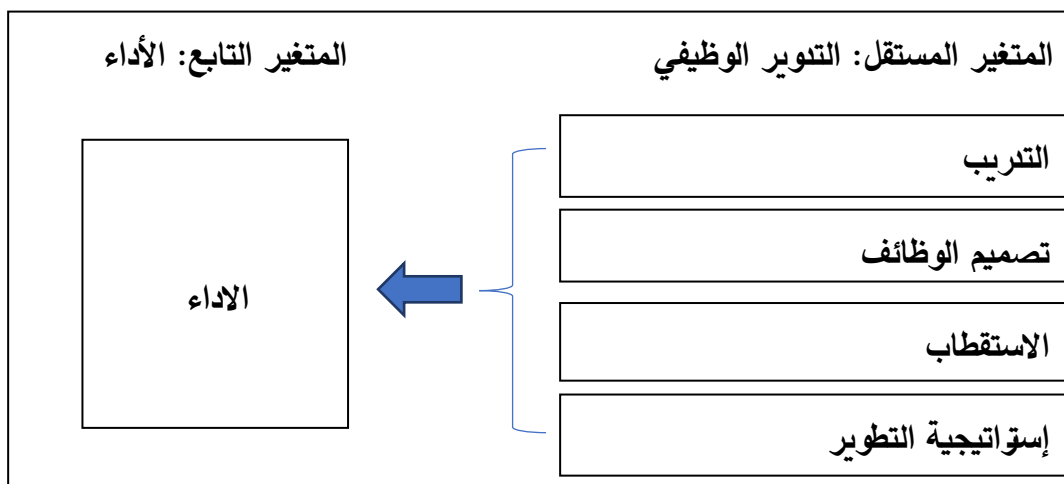 المتغير المستقل: التدوير الوظيفي
المتغير التابع: الأداء
التدريب
تصميم الوظائف
الاستقطاب
إستراتيجية التطوير
الاداء